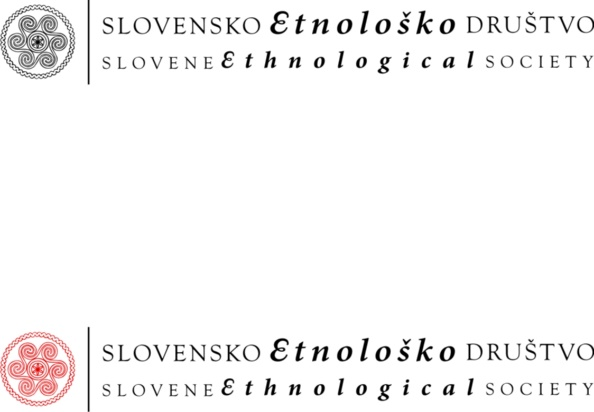 SLOVENSKO Etnološko DRUŠTVO
SLOVENE Ethnological SOCIETY
SLOVENSKO Etnološko DRUŠTVO
SLOVENE Ethnological SOCIETY